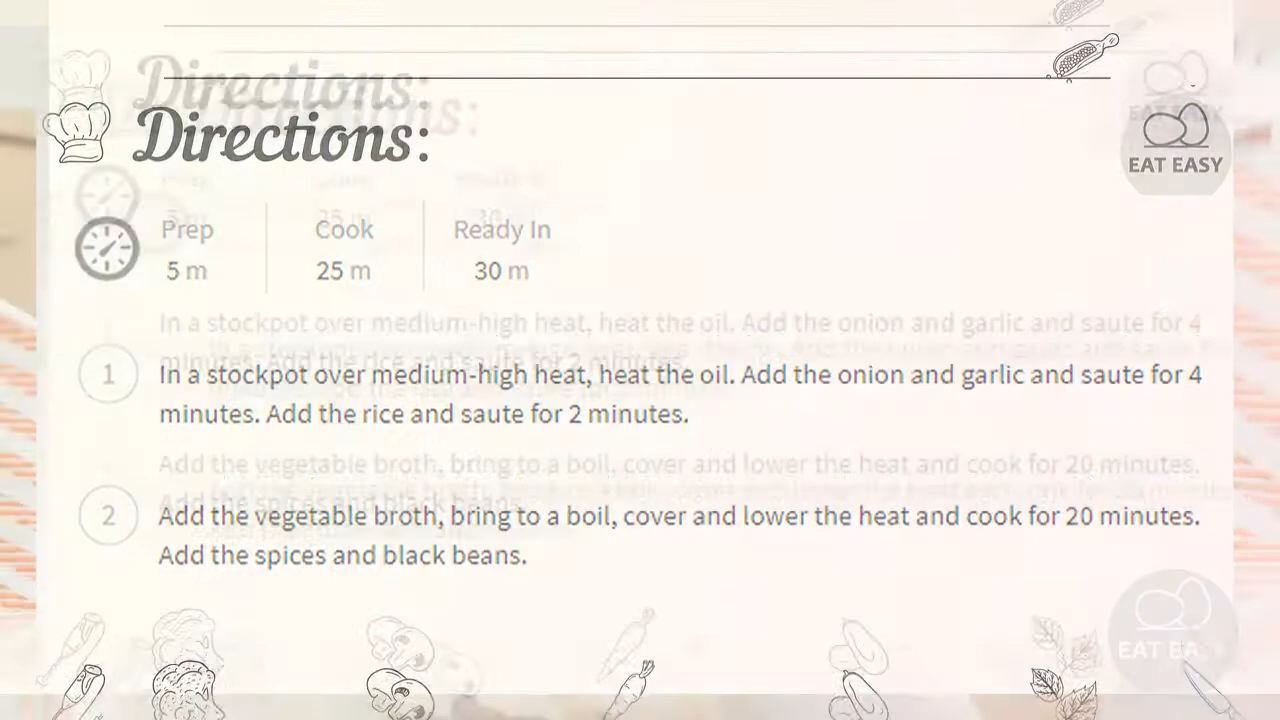 Directions:
EAT EASY
Prep
Cook
Ready In
5 m
25 m
30 m
1
In a stockpot over medium-high heat, heat the oil. Add the onion and garlic and saute for 4
minutes. Add the rice and saute for 2 minutes.
2
Add the vegetable broth, bring to a boil, cover and lower the heat and cook for 20 minutes.
Add the spices and black beans.
EAT EASY